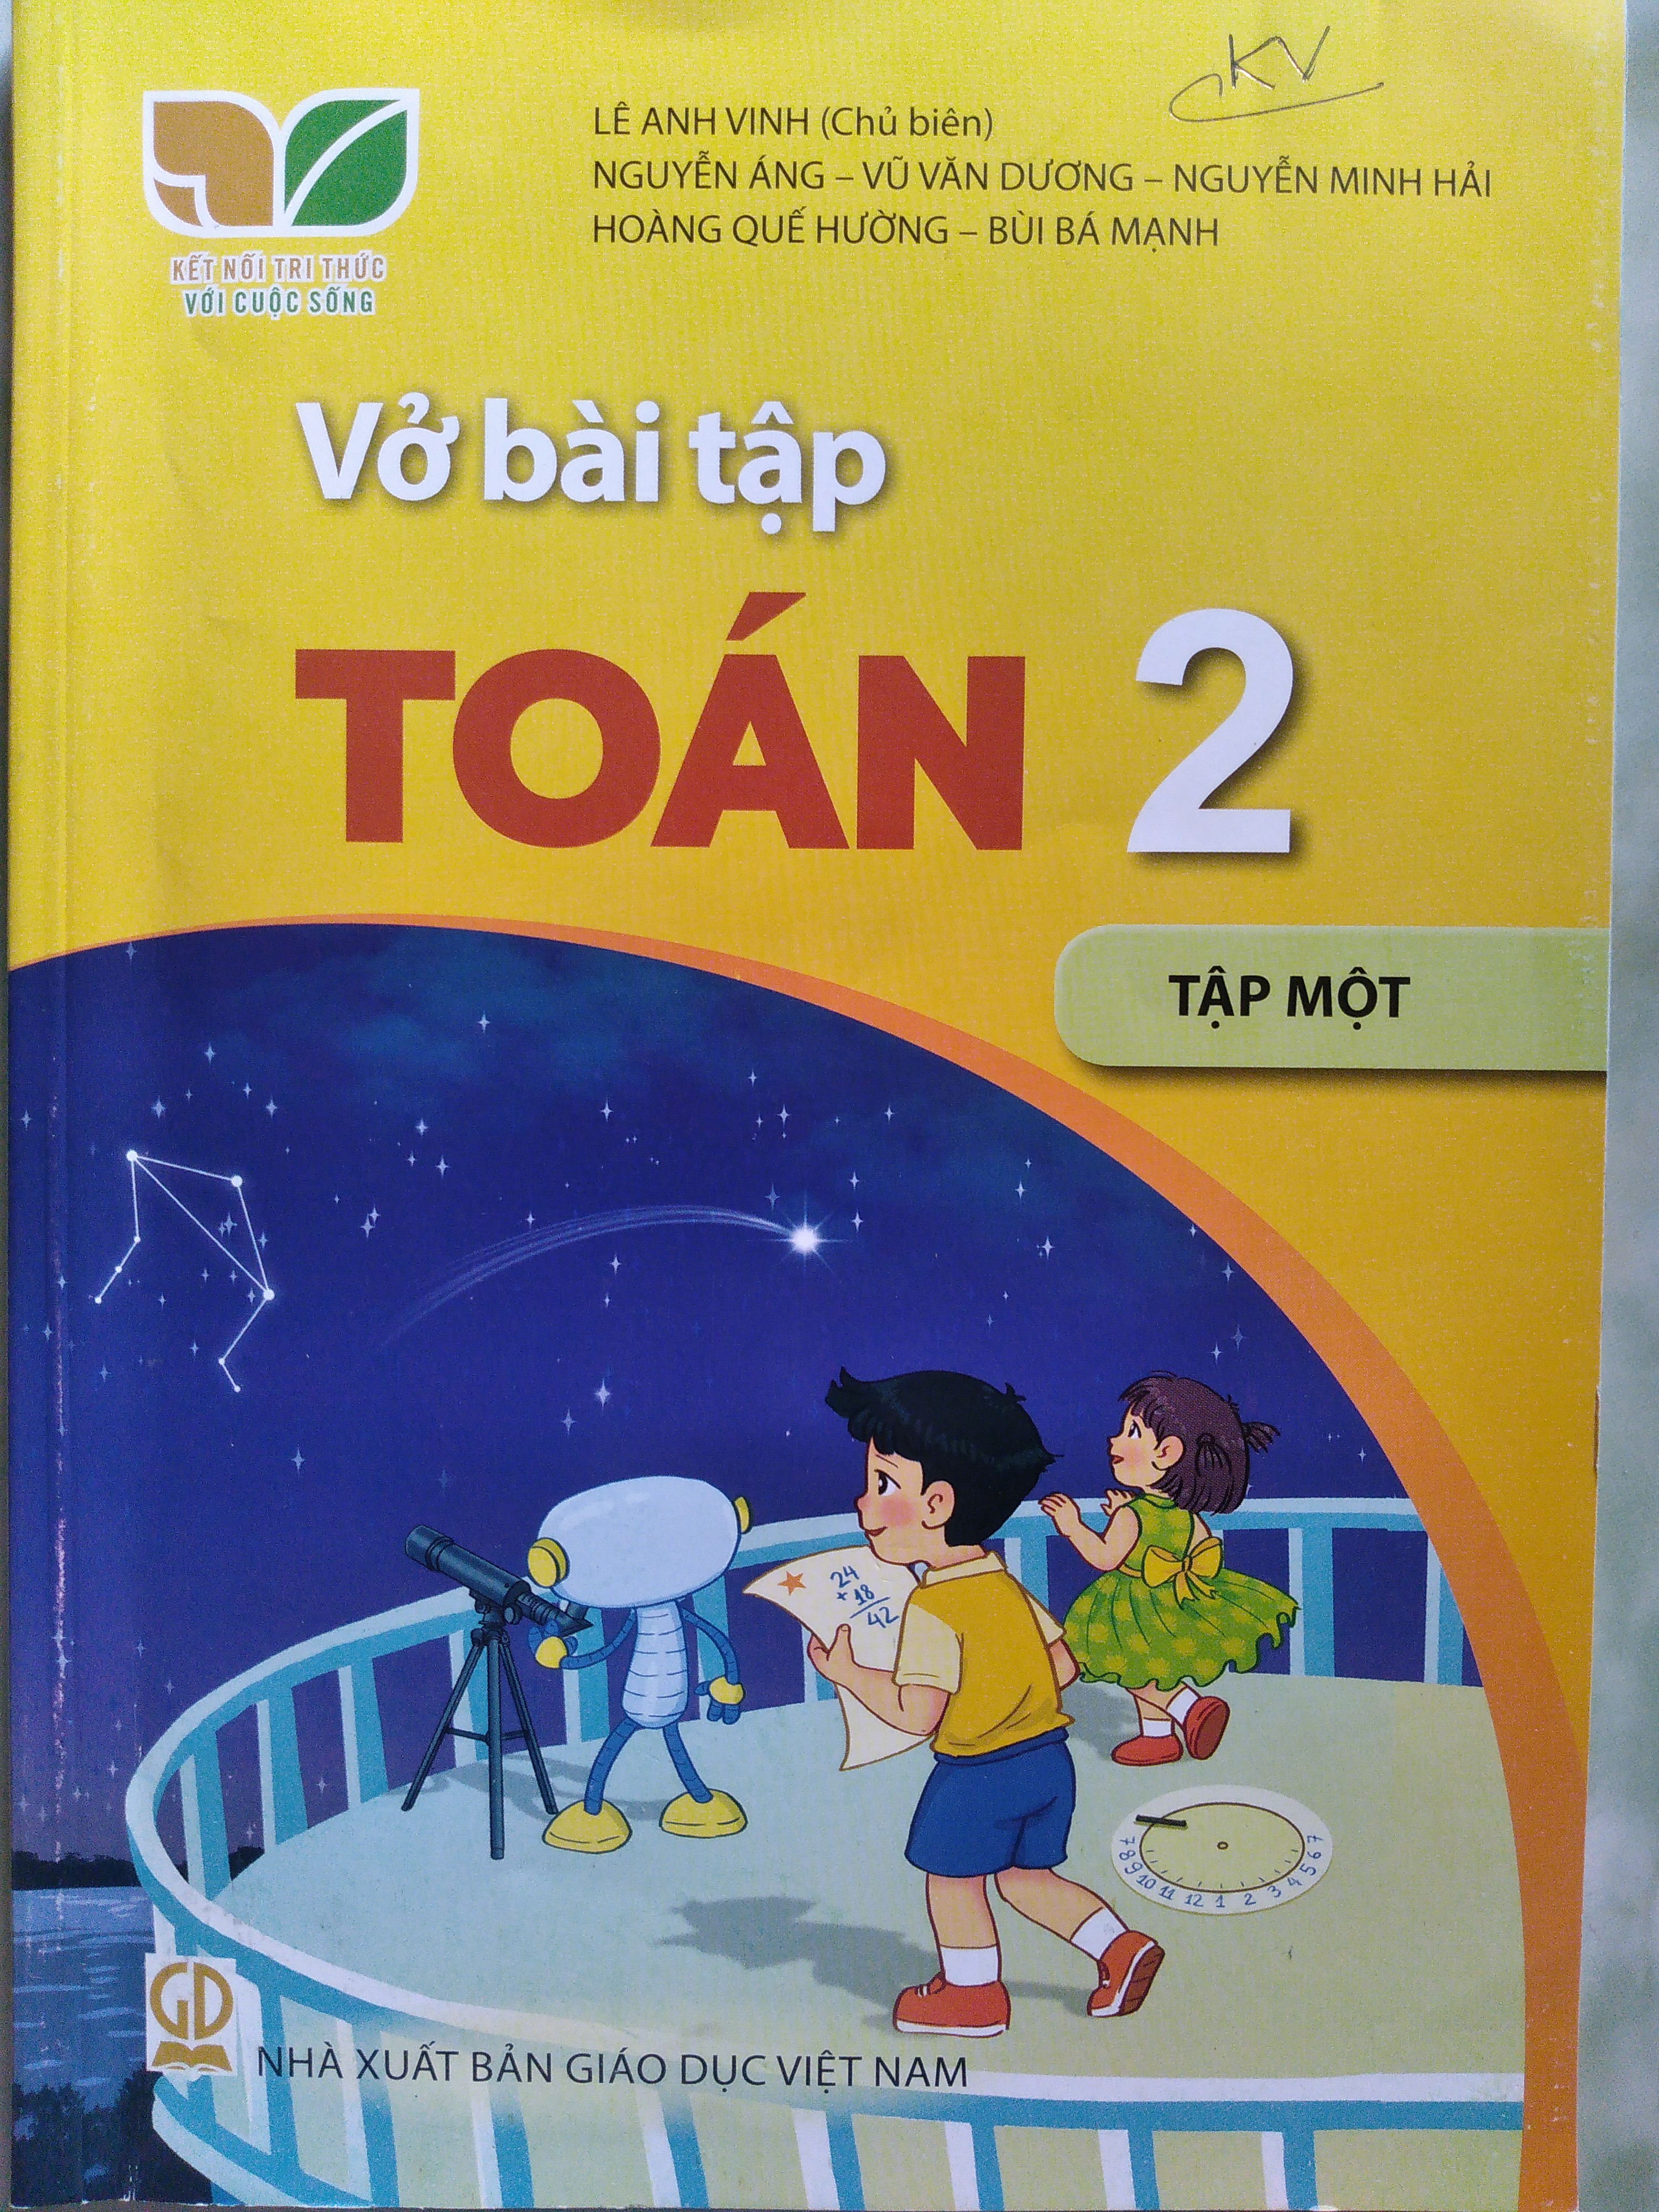 KV
LÊ ANH VINH (Chủ biên)
NGUYỄN ÁNG – VŨ VĂN DƯƠNG – NGUYỄN MINH HẢI
HOÀNG QUẾ HƯỜNG – BÙI BÁ MẠNH
KẾT NỐI TRI THỨC
VỚI CUỘC SỐNG
Vở bài tập
TOÁN 2
TẬP MỘT
24
+ 18
42
7 8 9 10 11 12 1 2 3 4 5 6 7
GD
NHÀ XUẤT BẢN GIÁO DỤC VIỆT NAM